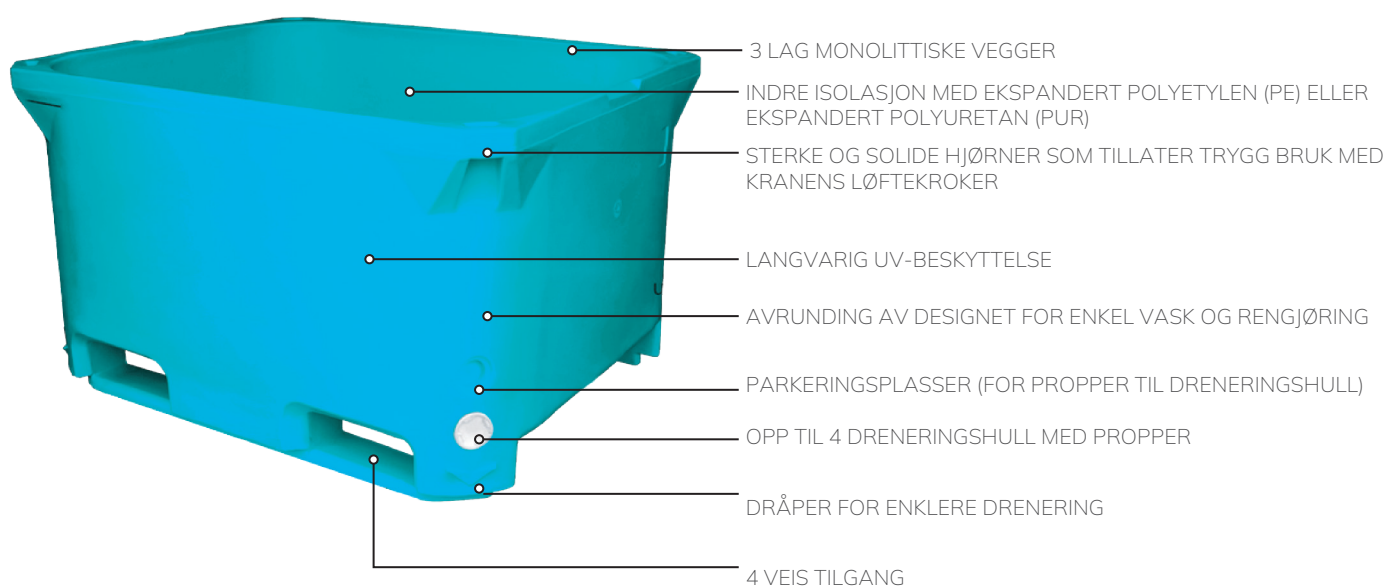 3 LAG MONOLITTISKE VEGGER
INDRE ISOLASJON MED EKSPANDERT POLYETYLEN (PE) ELLER
EKSPANDERT POLYURETAN (PUR)
STERKE OG SOLIDE HJØRNER SOM TILLATER TRYGG BRUK MED
KRANENS LØFTEKROKER
LANGVARIG UV-BESKYTTELSE
AVRUNDING AV DESIGNET FOR ENKEL VASK OG RENGJØRING
PARKERINGSPLASSER (FOR PROPPER TIL DRENERINGSHULL)
OPP TIL 4 DRENERINGSHULL MED PROPPER
DRÅPER FOR ENKLERE DRENERING
4 VEIS TILGANG